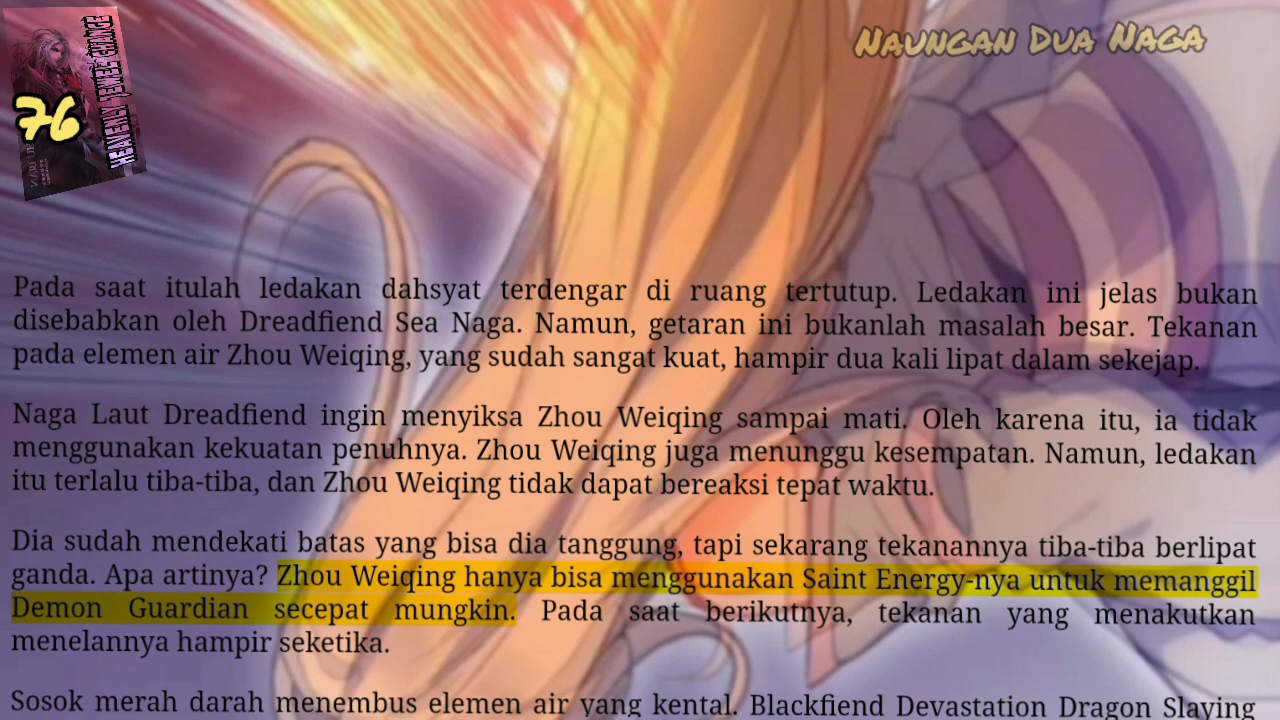 Naungan Dua Naga
76
HEAVENLY JEWEL CHANGE
Pada saat itulah ledakan dahsyat terdengar di ruang tertutup. Ledakan ini jelas bukan
disebabkan oleh Dreadfiend Sea Naga. Namun, getaran ini bukanlah masalah besar. Tekanan
pada elemen air Zhou Weiqing, yang sudah sangat kuat, hampir dua kali lipat dalam sekejap.
Naga Laut Dreadfiend ingin menyiksa Zhou Weiqing sampai mati. Oleh karena itu, ia tidak
menggunakan kekuatan penuhnya. Zhou Weiqing juga menunggu kesempatan. Namun, ledakan
itu terlalu tiba-tiba, dan Zhou Weiqing tidak dapat bereaksi tepat waktu.
Dia sudah mendekati batas yang bisa dia tanggung, tapi sekarang tekanannya tiba-tiba berlipat
ganda. Apa artinya? Zhou Weiqing hanya bisa menggunakan Saint Energy-nya untuk memanggil
Demon Guardian secepat mungkin. Pada saat berikutnya, tekanan yang menakutkan
menelannya hampir seketika.
Sosok merah darah menembus elemen air yang kental. Blackfiend Devastation Dragon Slaying